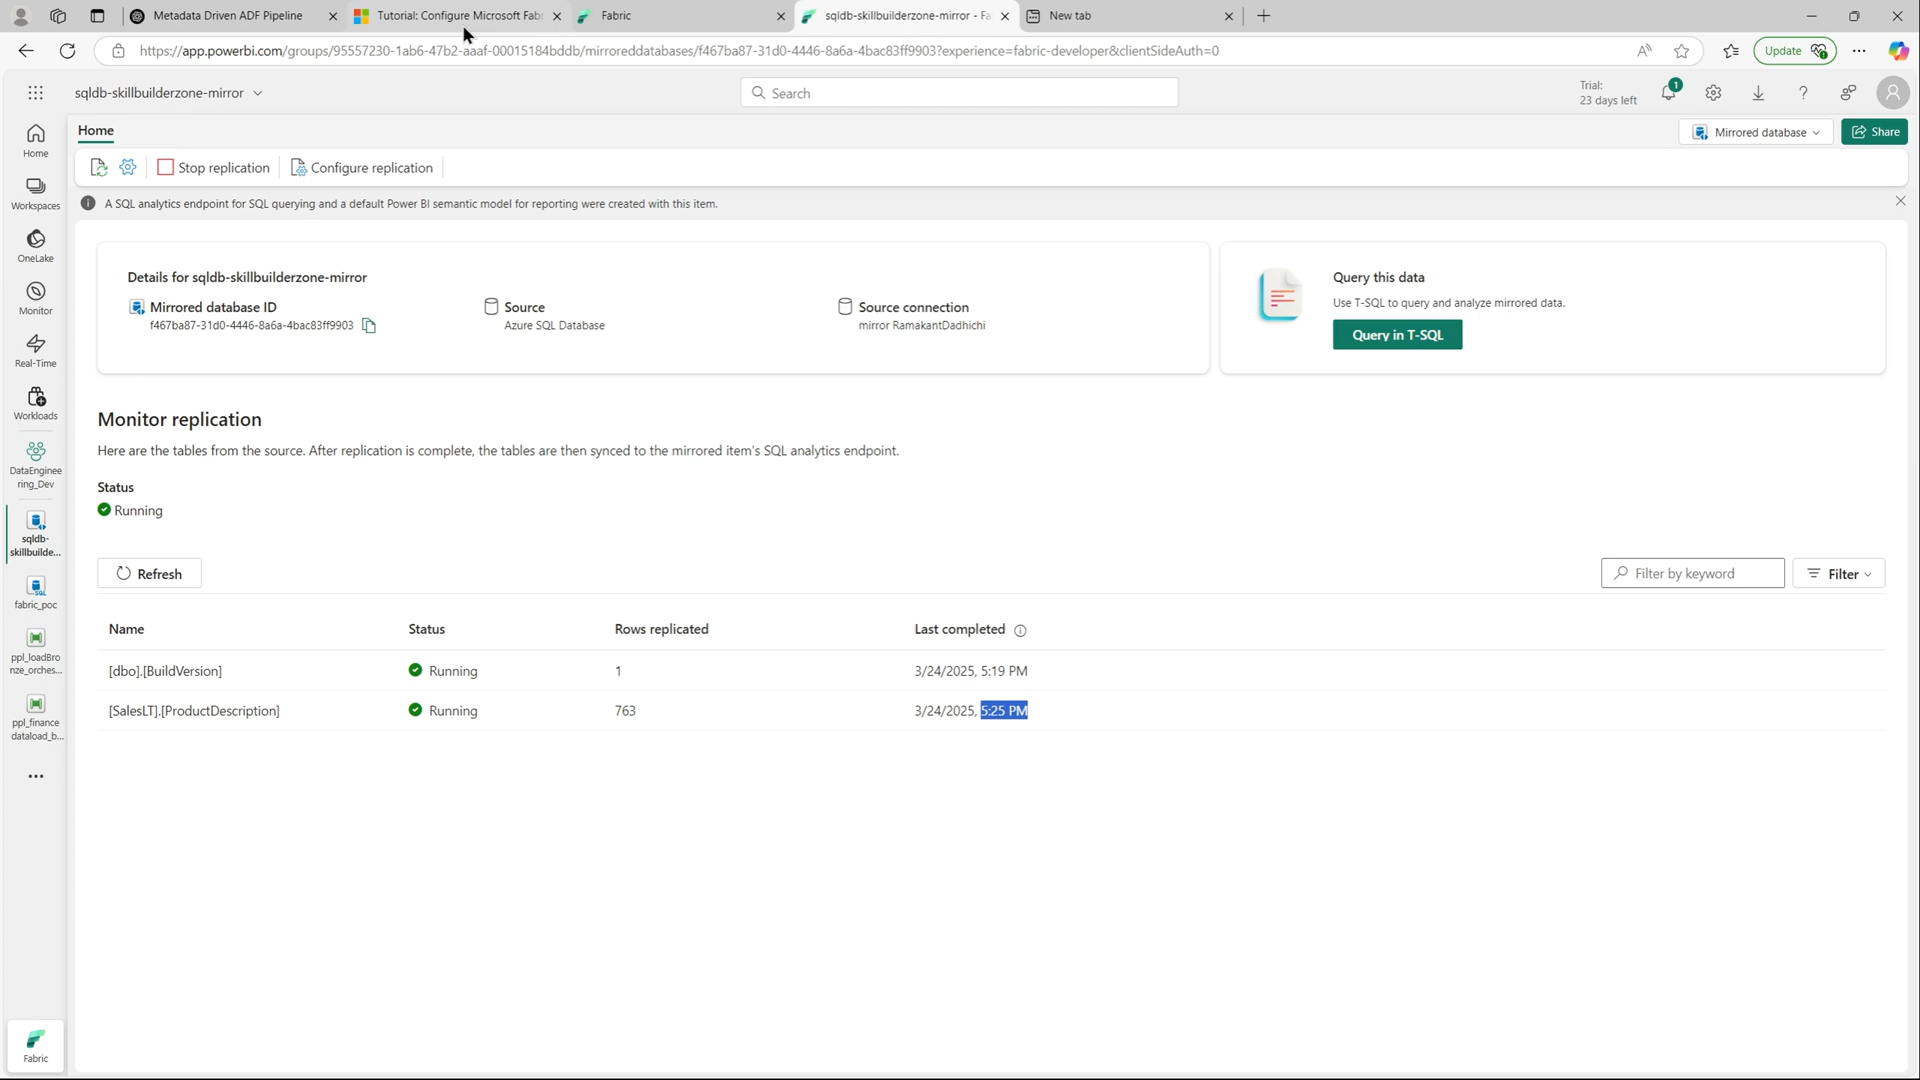 Metadata Driven ADF Pipeline
Tutorial: Configure Microsoft Fabr
Fabric
sqldb-skillbuilderzone-mirror - Fa
New tab
https://app.powerbi.com/groups/95557230-1ab6-47b2-aaaf-00015184bddb/mirroreddatabases/f467ba87-31d0-4446-8a6a-4bac83ff9903?experience=fabric-developer&clientSideAuth=0
Update
sqldb-skillbuilderzone-mirror
Search
Trial:
23 days left
1
Home
Mirrored database
Share
Stop replication
Configure replication
A SQL analytics endpoint for SQL querying and a default Power BI semantic model for reporting were created with this item.
Home
Workspaces
OneLake
Monitor
Real-Time
Workloads
DataEnginee
ring_Dev
sqldb-
skillbuilde...
fabric_poc
ppl_loadBro
nze_orches...
ppl_finance
dataload_b...
Fabric
Details for sqldb-skillbuilderzone-mirror
Mirrored database ID
f467ba87-31d0-4446-8a6a-4bac83ff9903
Source
Azure SQL Database
Source connection
mirror RamakantDadhichi
Query this data
Use T-SQL to query and analyze mirrored data.
Query in T-SQL
Monitor replication
Here are the tables from the source. After replication is complete, the tables are then synced to the mirrored item's SQL analytics endpoint.
Status
Running
Refresh
Filter by keyword
Filter
Name Status Rows replicated Last completed
[dbo].[BuildVersion] Running 1 3/24/2025, 5:19 PM
[SalesLT].[ProductDescription] Running 763 3/24/2025, 5:25 PM